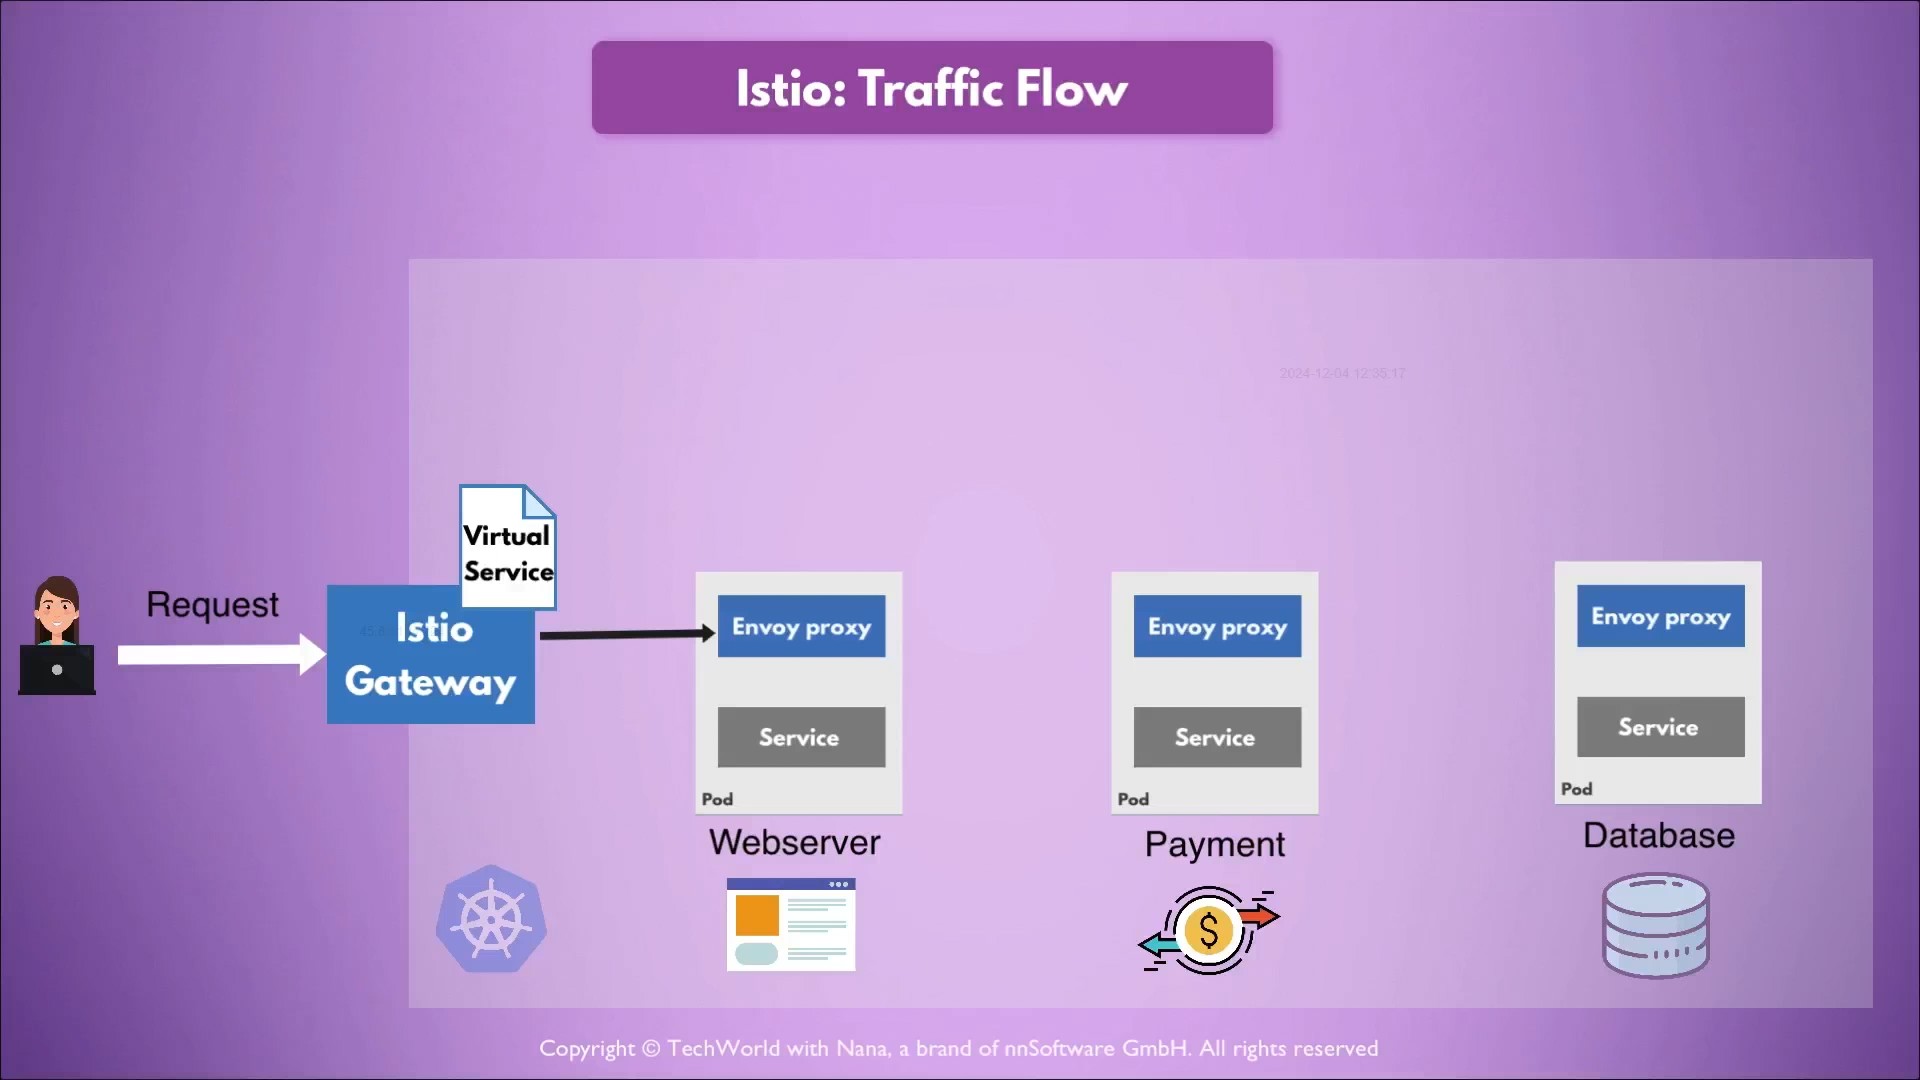 Istio: Traffic Flow
2024-12-04 12:35:17
Virtual
Service
Request
Istio
Gateway
Envoy proxy
Service
Pod
Webserver
Envoy proxy
Service
Pod
Payment
$
Envoy proxy
Service
Pod
Database
Copyright © TechWorld with Nana, a brand of nnSoftware GmbH. All rights reserved